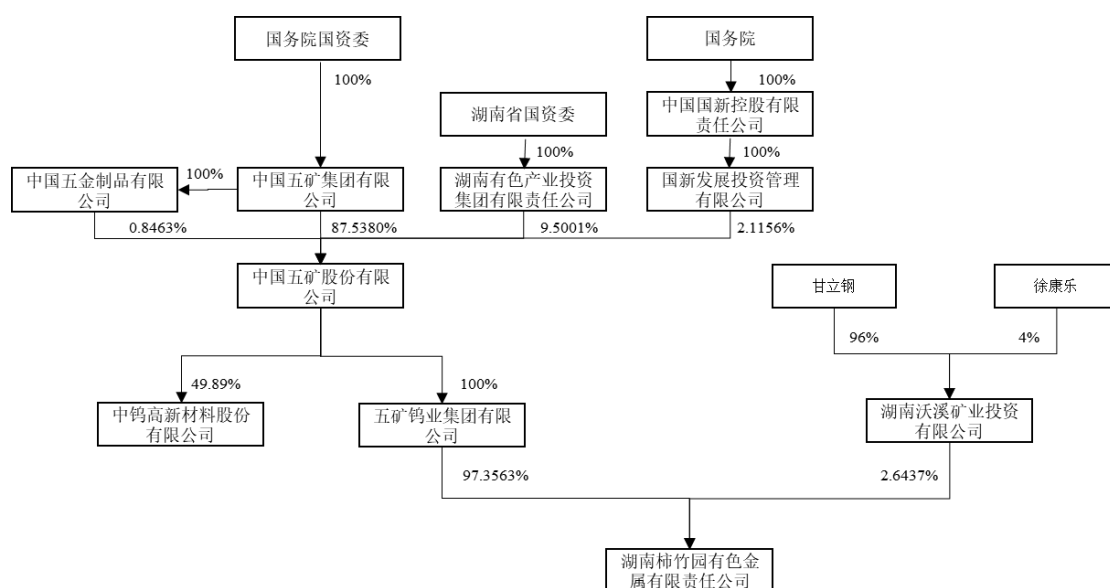 国务院国资委
国务院
100%
100%
湖南省国资委
中国国新控股有限
责任公司
100%
100%
中国五金制品有限
公司
100%
中国五矿集团有限
公司
湖南有色产业投资
集团有限责任公司
国新发展投资管理
有限公司
0.8463%
87.5380%
9.5001%
2.1156%
中国五矿股份有限
公司
甘立钢
徐康乐
96%
4%
49.89%
100%
中钨高新材料股份
有限公司
五矿钨业集团有限
公司
湖南沃溪矿业投资
有限公司
97.3563%
2.6437%
湖南柿竹园有色金
属有限责任公司